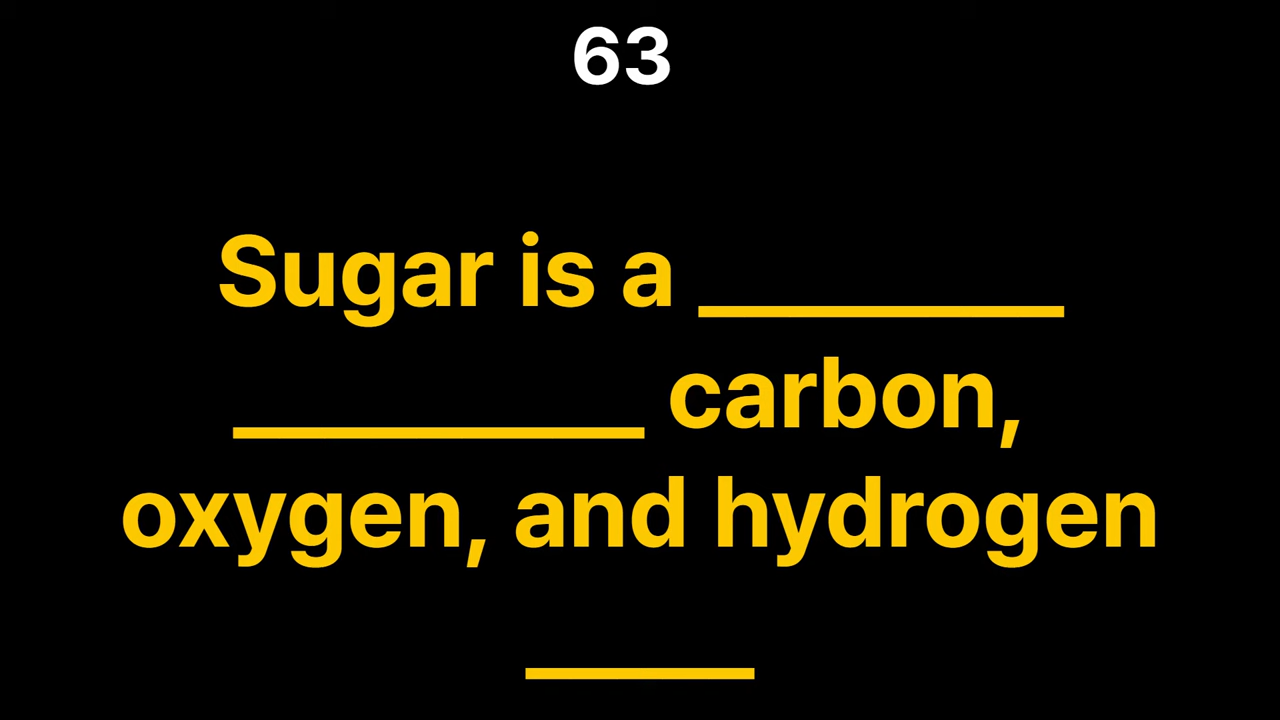 63
Sugar is a ________
_________ carbon,
oxygen, and hydrogen
_____